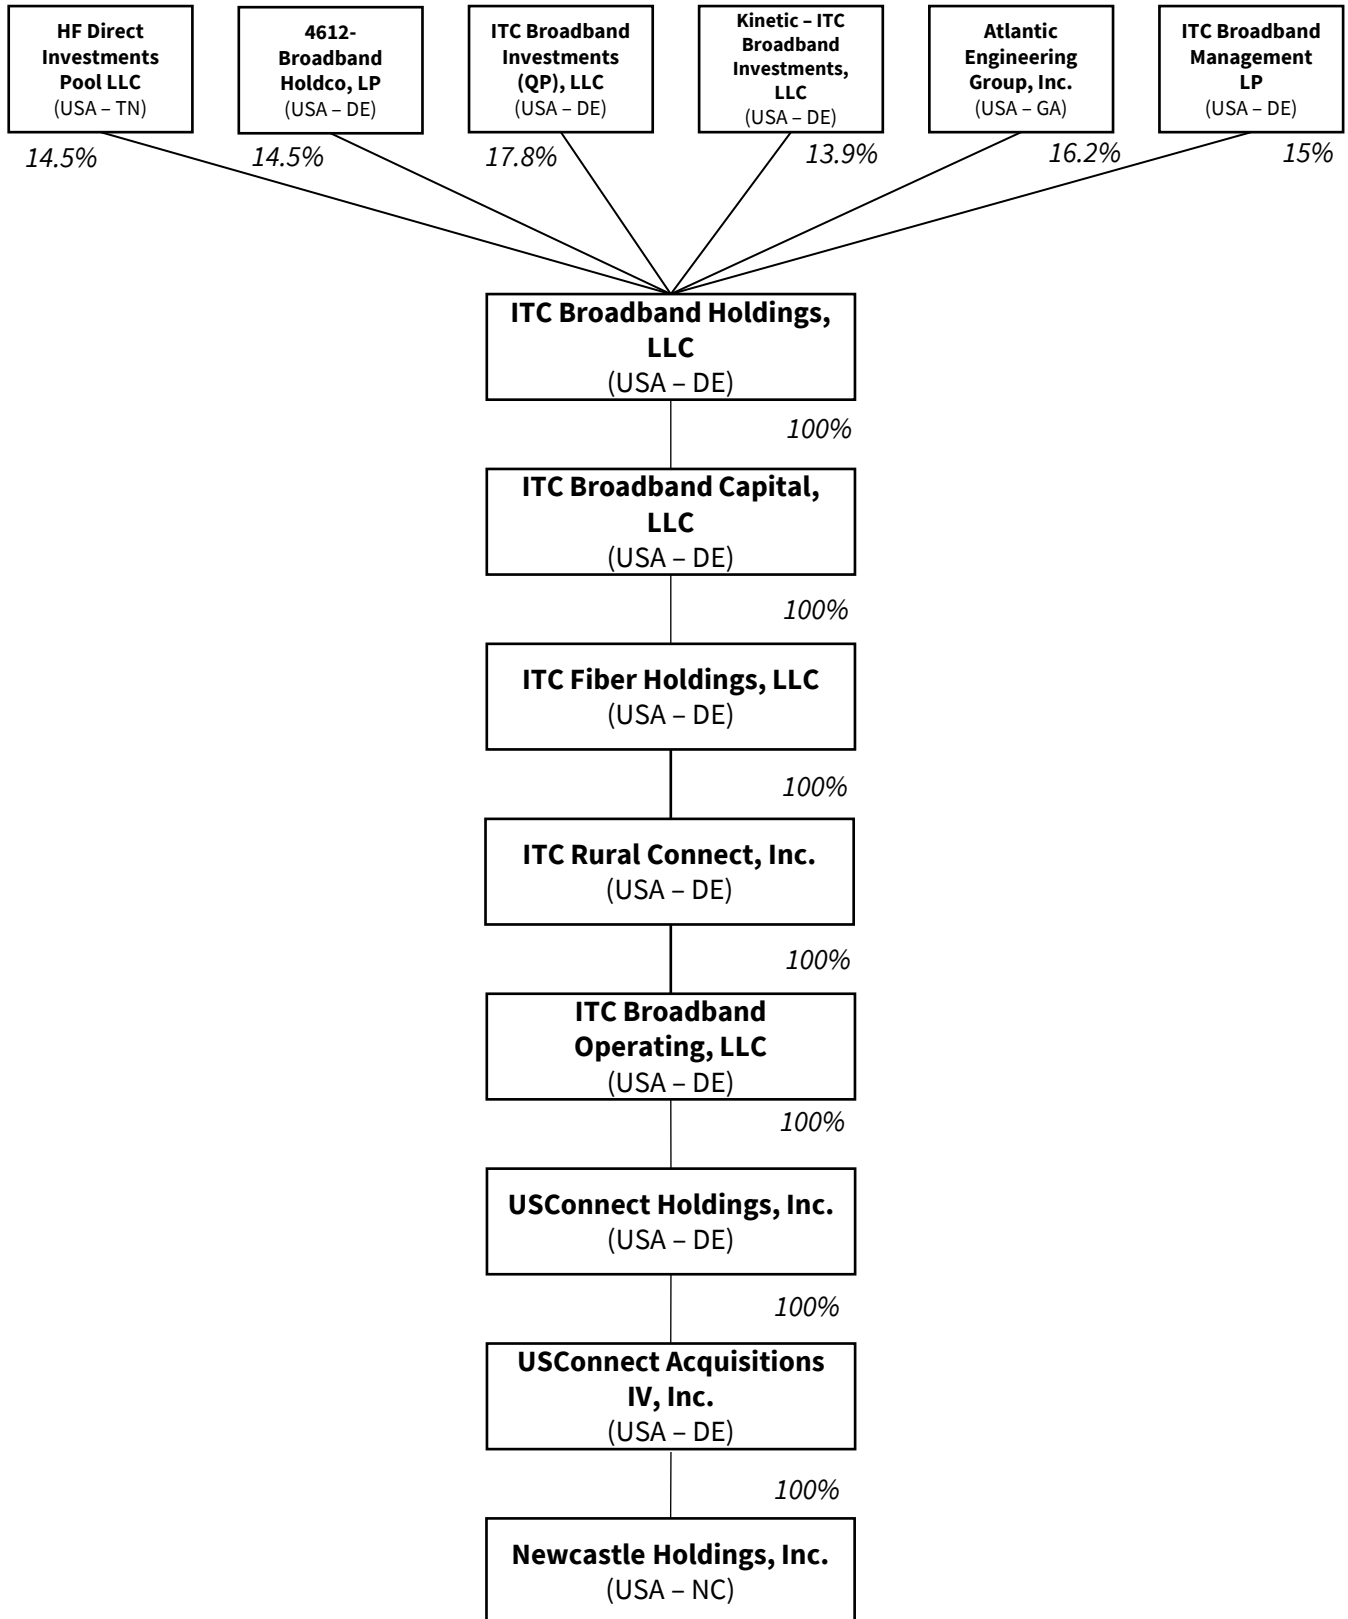 HF Direct
Investments
Pool LLC
(USA – TN)
4612-
Broadband
Holdco, LP
(USA – DE)
ITC Broadband
Investments
(QP), LLC
(USA – DE)
Kinetic – ITC
Broadband
Investments,
LLC
(USA – DE)
Atlantic
Engineering
Group, Inc.
(USA – GA)
ITC Broadband
Management
LP
(USA – DE)
14.5%
14.5%
17.8%
13.9%
16.2%
15%
ITC Broadband Holdings,
LLC
(USA – DE)
100%
ITC Broadband Capital,
LLC
(USA – DE)
100%
ITC Fiber Holdings, LLC
(USA – DE)
100%
ITC Rural Connect, Inc.
(USA – DE)
100%
ITC Broadband
Operating, LLC
(USA – DE)
100%
USConnect Holdings, Inc.
(USA – DE)
100%
USConnect Acquisitions
IV, Inc.
(USA – DE)
100%
Newcastle Holdings, Inc.
(USA – NC)